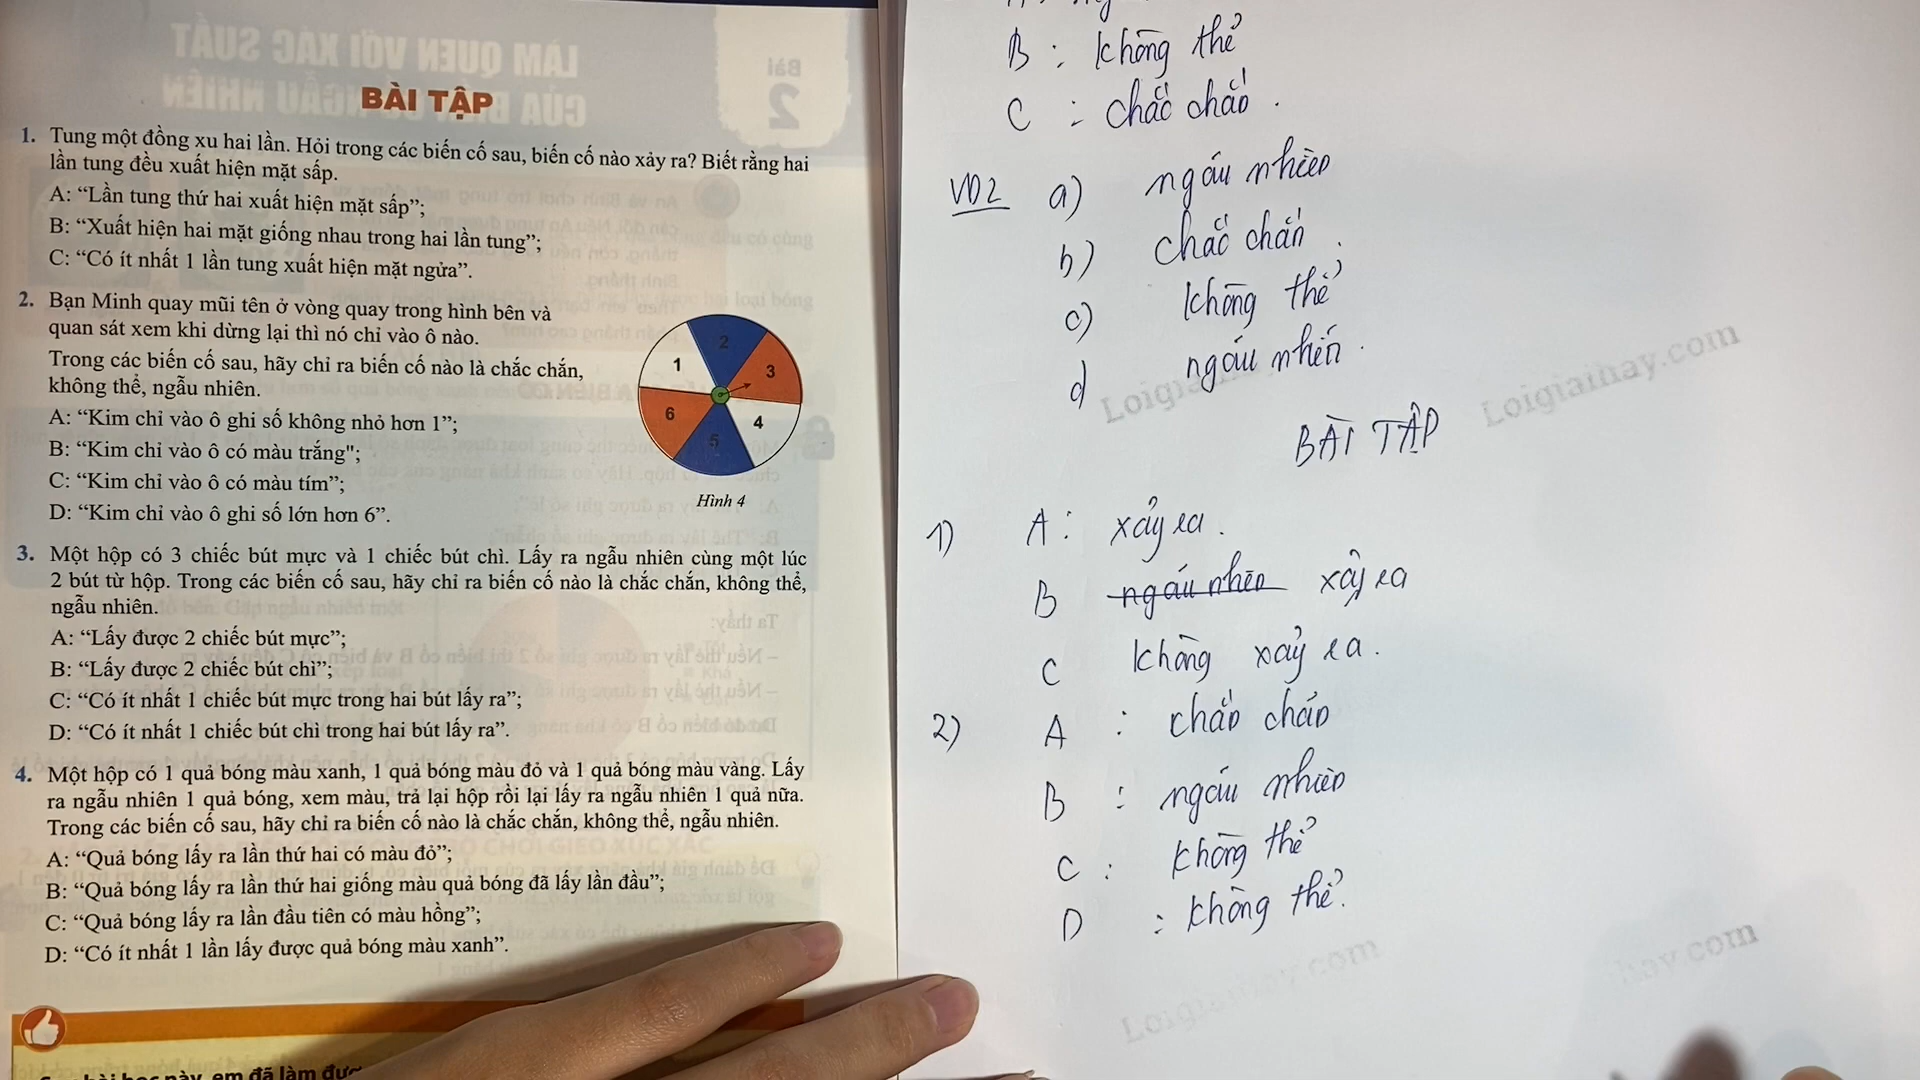 BÀI TẬP
1. Tung một đồng xu hai lần. Hỏi trong các biến cố sau, biến cố nào xảy ra? Biết rằng hai
lần tung đều xuất hiện mặt sấp.
A: “Lần tung thứ hai xuất hiện mặt sấp”;
B: “Xuất hiện hai mặt giống nhau trong hai lần tung”;
C: “Có ít nhất 1 lần tung xuất hiện mặt ngửa”.
2. Bạn Minh quay mũi tên ở vòng quay trong hình bên và
quan sát xem khi dừng lại thì nó chỉ vào ô nào.
Trong các biến cố sau, hãy chỉ ra biến cố nào là chắc chắn,
không thể, ngẫu nhiên.
A: “Kim chỉ vào ô ghi số không nhỏ hơn 1”;
B: “Kim chỉ vào ô có màu trắng";
C: “Kim chỉ vào ô có màu tím”;
D: “Kim chỉ vào ô ghi số lớn hơn 6”.
1
2
3
4
5
6
Hình 4
3. Một hộp có 3 chiếc bút mực và 1 chiếc bút chì. Lấy ra ngẫu nhiên cùng một lúc
2 bút từ hộp. Trong các biến cố sau, hãy chỉ ra biến cố nào là chắc chắn, không thể,
ngẫu nhiên.
A: “Lấy được 2 chiếc bút mực”;
B: “Lấy được 2 chiếc bút chì”;
C: “Có ít nhất 1 chiếc bút mực trong hai bút lấy ra”;
D: “Có ít nhất 1 chiếc bút chì trong hai bút lấy ra”.
4. Một hộp có 1 quả bóng màu xanh, 1 quả bóng màu đỏ và 1 quả bóng màu vàng. Lấy
ra ngẫu nhiên 1 quả bóng, xem màu, trả lại hộp rồi lại lấy ra ngẫu nhiên 1 quả nữa.
Trong các biến cố sau, hãy chỉ ra biến cố nào là chắc chắn, không thể, ngẫu nhiên.
A: “Quả bóng lấy ra lần thứ hai có màu đỏ”;
B: “Quả bóng lấy ra lần thứ hai giống màu quả bóng đã lấy lần đầu”;
C: “Quả bóng lấy ra lần đầu tiên có màu hồng”;
D: “Có ít nhất 1 lần lấy được quả bóng màu xanh”.
B : không thể
C : chắc chắn.
VD2 a) ngẫu nhiên
b) chắc chắn.
c) không thể
d ngẫu nhiên.
BÀI TẬP
1) A: xảy ra.
B ngẫu nhiên xảy ra
C không xảy ra.
2) A : chắn chắn
B : ngẫu nhiên
C : không thể
D : không thể.
Loigiaihay.com